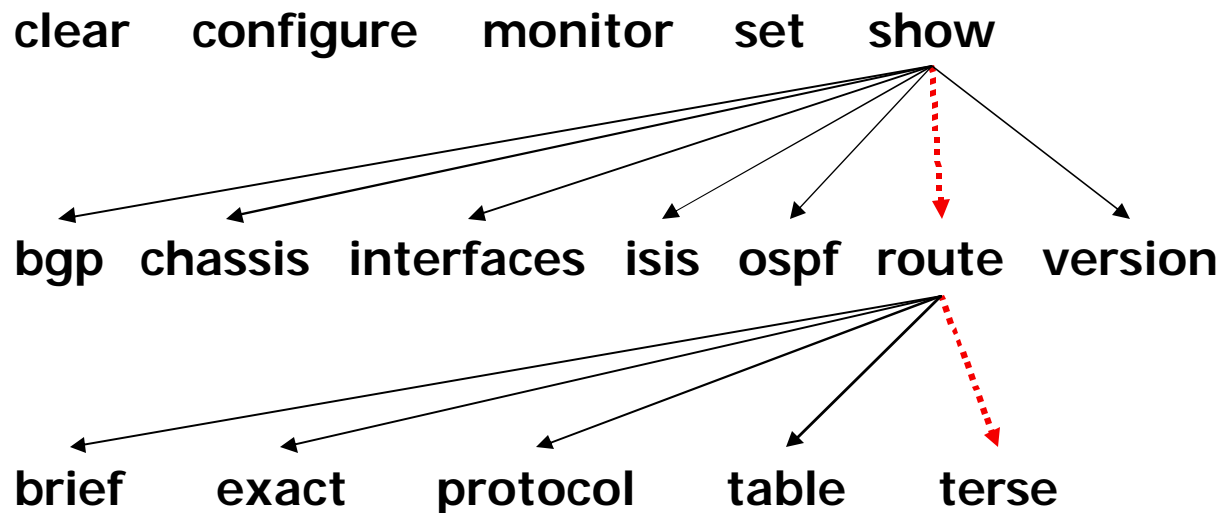 clear configure monitor set show
bgp chassis interfaces isis ospf route version
brief exact protocol table terse